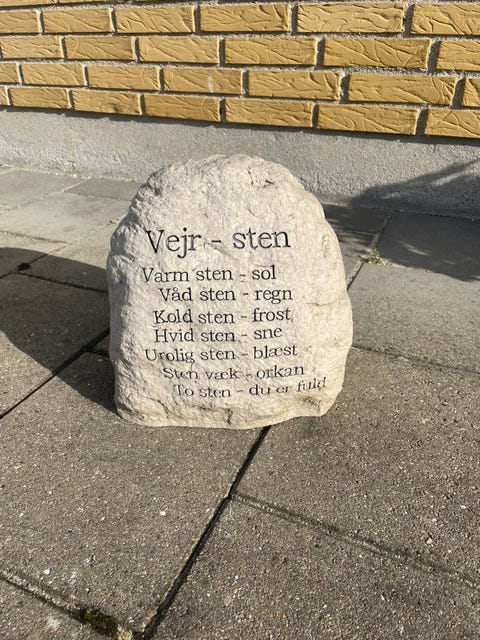 Vejr - sten
Varm sten - sol
Våd sten - regn
Kold sten - frost
Hvid sten - sne
Urolig sten - blæst
Sten væk - orkan
To sten - du er fuld